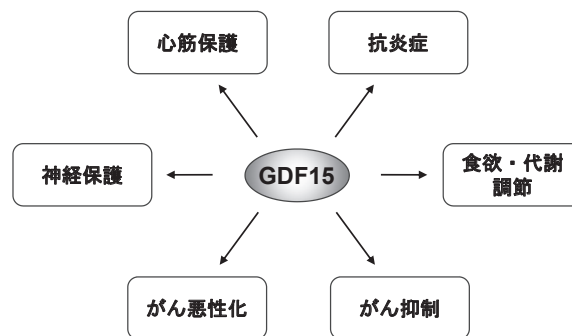 心筋保護
抗炎症
神経保護
GDF15
食欲・代謝
調節
がん悪性化
がん抑制